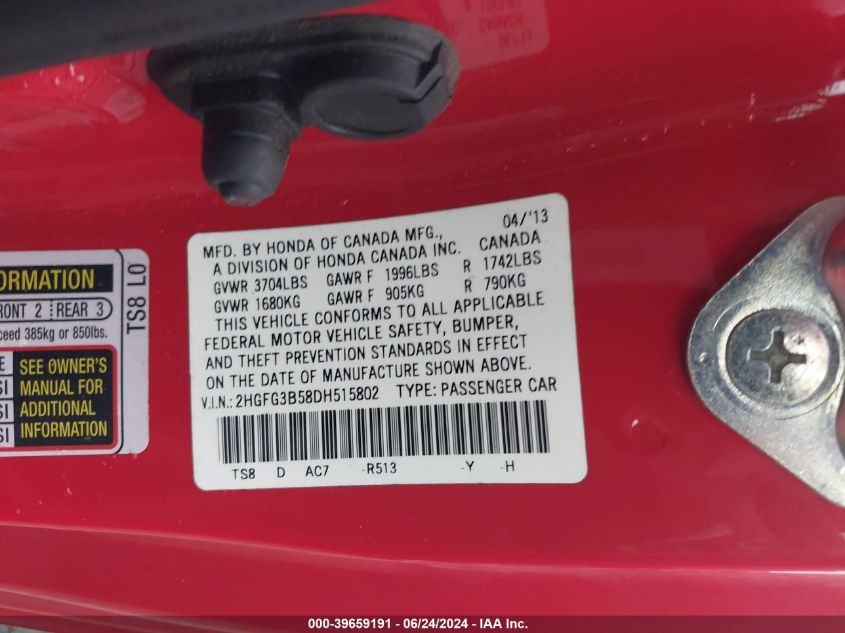 04/'13
MFD. BY HONDA OF CANADA MFG.,
A DIVISION OF HONDA CANADA INC. CANADA
GVWR 3704LBS GAWR F 1996LBS R 1742LBS
GVWR 1680KG GAWR F 905KG R 790KG
THIS VEHICLE CONFORMS TO ALL APPLICABLE
FEDERAL MOTOR VEHICLE SAFETY, BUMPER,
AND THEFT PREVENTION STANDARDS IN EFFECT
ON THE DATE OF MANUFACTURE SHOWN ABOVE.
V.I.N.: 2HGFG3B58DH515802 TYPE: PASSENGER CAR
TS8 D AC7 -R513 -Y -H
FRONT 2 REAR 3
385kg or 850lbs.
SEE OWNER'S
MANUAL FOR
ADDITIONAL
INFORMATION
TS8 L0
000-39659191 - 06/24/2024 - IAA Inc.